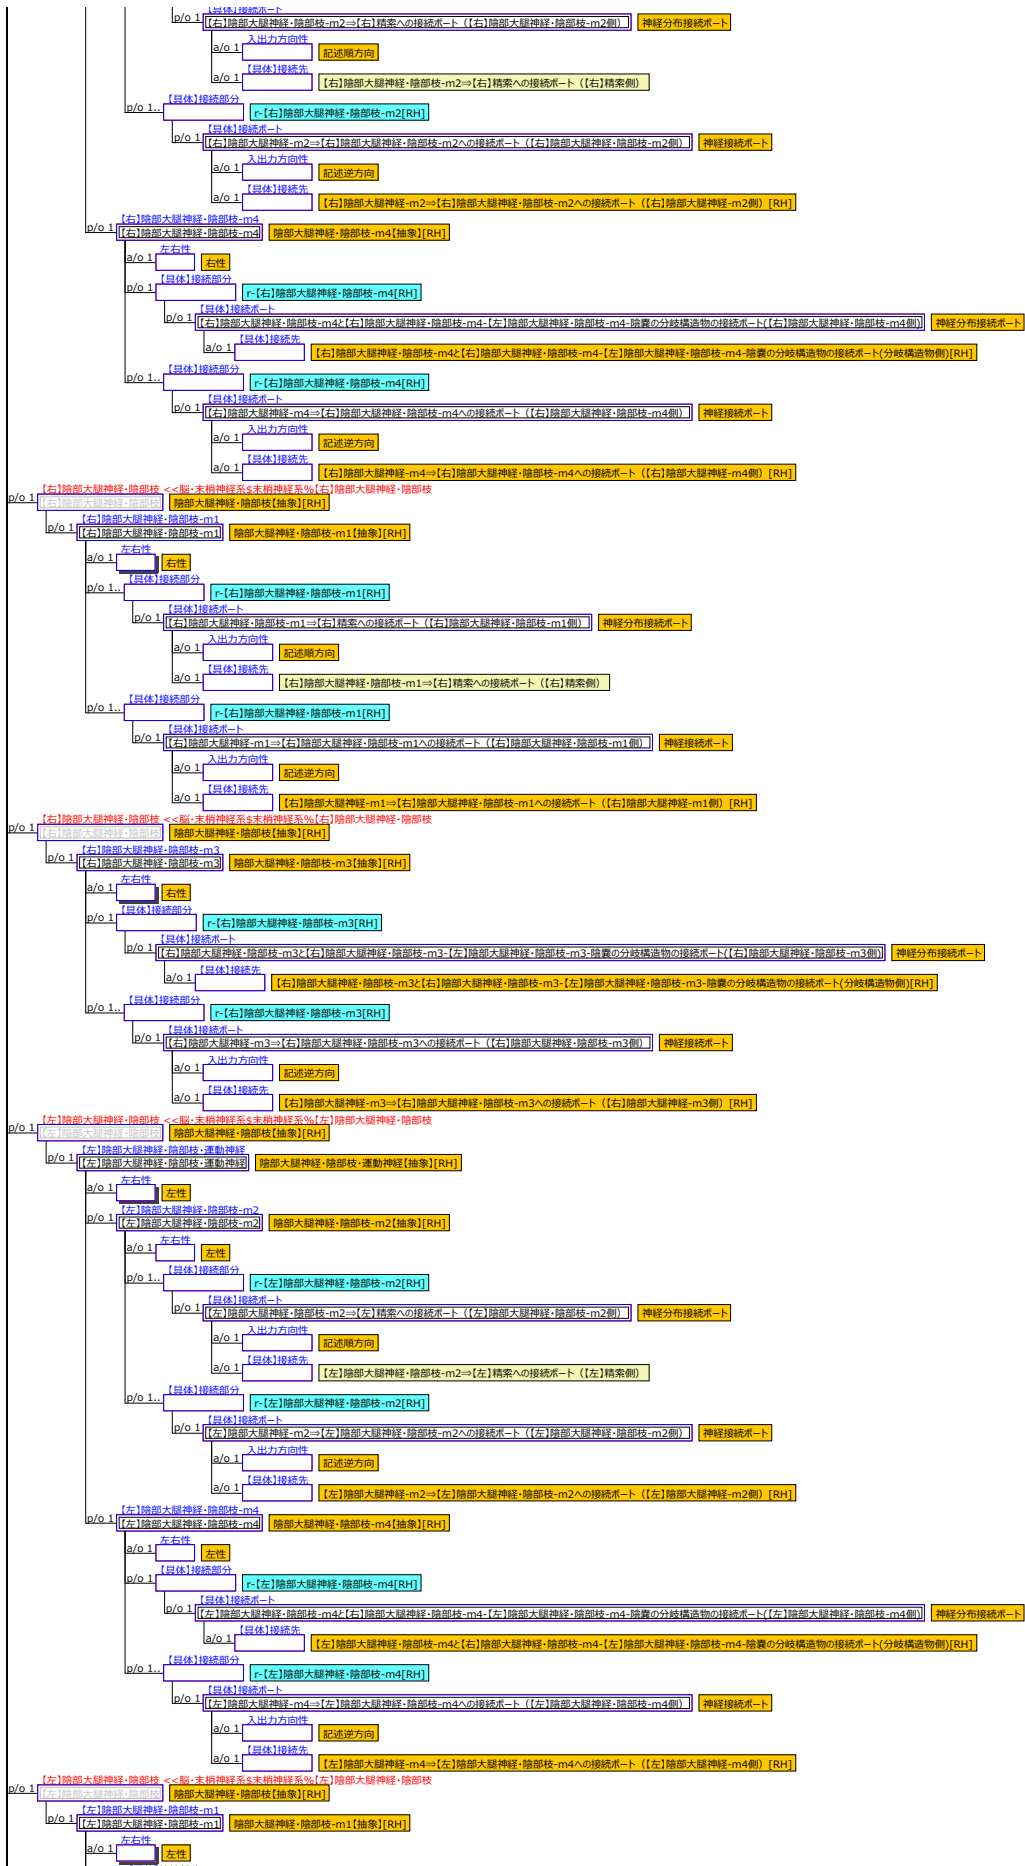 【具体】接続ポート
p/o 1 【右】陰部大腿神経・陰部枝-m2⇒【右】精索への接続ポート（【右】陰部大腿神経・陰部枝-m2側） 神経分布接続ポート
入出力方向性
a/o 1 記述順方向
【具体】接続先
a/o 1 【右】陰部大腿神経・陰部枝-m2⇒【右】精索への接続ポート（【右】精索側）
【具体】接続部分
p/o 1.. r-【右】陰部大腿神経・陰部枝-m2[RH]
【具体】接続ポート
p/o 1 【右】陰部大腿神経-m2⇒【右】陰部大腿神経・陰部枝-m2への接続ポート（【右】陰部大腿神経・陰部枝-m2側） 神経接続ポート
入出力方向性
a/o 1 記述逆方向
【具体】接続先
a/o 1 【右】陰部大腿神経-m2⇒【右】陰部大腿神経・陰部枝-m2への接続ポート（【右】陰部大腿神経-m2側）[RH]
【右】陰部大腿神経・陰部枝-m4
p/o 1 【右】陰部大腿神経・陰部枝-m4 陰部大腿神経・陰部枝-m4【抽象】[RH]
左右性
a/o 1 右性
【具体】接続部分
p/o 1 r-【右】陰部大腿神経・陰部枝-m4[RH]
【具体】接続ポート
p/o 1 【右】陰部大腿神経・陰部枝-m4と【右】陰部大腿神経・陰部枝-m4-【左】陰部大腿神経・陰部枝-m4-陰嚢の分岐構造物の接続ポート(【右】陰部大腿神経・陰部枝-m4側) 神経分布接続ポート
【具体】接続先
a/o 1 【右】陰部大腿神経・陰部枝-m4と【右】陰部大腿神経・陰部枝-m4-【左】陰部大腿神経・陰部枝-m4-陰嚢の分岐構造物の接続ポート(分岐構造物側)[RH]
【具体】接続部分
p/o 1.. r-【右】陰部大腿神経・陰部枝-m4[RH]
【具体】接続ポート
p/o 1 【右】陰部大腿神経-m4⇒【右】陰部大腿神経・陰部枝-m4への接続ポート（【右】陰部大腿神経・陰部枝-m4側） 神経接続ポート
入出力方向性
a/o 1 記述逆方向
【具体】接続先
a/o 1 【右】陰部大腿神経-m4⇒【右】陰部大腿神経・陰部枝-m4への接続ポート（【右】陰部大腿神経-m4側）[RH]
【右】陰部大腿神経・陰部枝 <<脳・末梢神経系$末梢神経系%【右】陰部大腿神経・陰部枝
p/o 1 【右】陰部大腿神経・陰部枝 陰部大腿神経・陰部枝【抽象】[RH]
【右】陰部大腿神経・陰部枝-m1
p/o 1 【右】陰部大腿神経・陰部枝-m1 陰部大腿神経・陰部枝-m1【抽象】[RH]
左右性
a/o 1 右性
【具体】接続部分
p/o 1.. r-【右】陰部大腿神経・陰部枝-m1[RH]
【具体】接続ポート
p/o 1 【右】陰部大腿神経・陰部枝-m1⇒【右】精索への接続ポート（【右】陰部大腿神経・陰部枝-m1側） 神経分布接続ポート
入出力方向性
a/o 1 記述順方向
【具体】接続先
a/o 1 【右】陰部大腿神経・陰部枝-m1⇒【右】精索への接続ポート（【右】精索側）
【具体】接続部分
p/o 1.. r-【右】陰部大腿神経・陰部枝-m1[RH]
【具体】接続ポート
p/o 1 【右】陰部大腿神経-m1⇒【右】陰部大腿神経・陰部枝-m1への接続ポート（【右】陰部大腿神経・陰部枝-m1側） 神経接続ポート
入出力方向性
a/o 1 記述逆方向
【具体】接続先
a/o 1 【右】陰部大腿神経-m1⇒【右】陰部大腿神経・陰部枝-m1への接続ポート（【右】陰部大腿神経-m1側）[RH]
【右】陰部大腿神経・陰部枝 <<脳・末梢神経系$末梢神経系%【右】陰部大腿神経・陰部枝
p/o 1 【右】陰部大腿神経・陰部枝 陰部大腿神経・陰部枝【抽象】[RH]
【右】陰部大腿神経・陰部枝-m3
p/o 1 【右】陰部大腿神経・陰部枝-m3 陰部大腿神経・陰部枝-m3【抽象】[RH]
左右性
a/o 1 右性
【具体】接続部分
p/o 1 r-【右】陰部大腿神経・陰部枝-m3[RH]
【具体】接続ポート
p/o 1 【右】陰部大腿神経・陰部枝-m3と【右】陰部大腿神経・陰部枝-m3-【左】陰部大腿神経・陰部枝-m3-陰嚢の分岐構造物の接続ポート(【右】陰部大腿神経・陰部枝-m3側) 神経分布接続ポート
【具体】接続先
a/o 1 【右】陰部大腿神経・陰部枝-m3と【右】陰部大腿神経・陰部枝-m3-【左】陰部大腿神経・陰部枝-m3-陰嚢の分岐構造物の接続ポート(分岐構造物側)[RH]
【具体】接続部分
p/o 1.. r-【右】陰部大腿神経・陰部枝-m3[RH]
【具体】接続ポート
p/o 1 【右】陰部大腿神経-m3⇒【右】陰部大腿神経・陰部枝-m3への接続ポート（【右】陰部大腿神経・陰部枝-m3側） 神経接続ポート
入出力方向性
a/o 1 記述逆方向
【具体】接続先
a/o 1 【右】陰部大腿神経-m3⇒【右】陰部大腿神経・陰部枝-m3への接続ポート（【右】陰部大腿神経-m3側）[RH]
【左】陰部大腿神経・陰部枝 <<脳・末梢神経系$末梢神経系%【左】陰部大腿神経・陰部枝
p/o 1 【左】陰部大腿神経・陰部枝 陰部大腿神経・陰部枝【抽象】[RH]
【左】陰部大腿神経・陰部枝・運動神経
p/o 1 【左】陰部大腿神経・陰部枝・運動神経 陰部大腿神経・陰部枝・運動神経【抽象】[RH]
左右性
a/o 1 左性
【左】陰部大腿神経・陰部枝-m2
p/o 1 【左】陰部大腿神経・陰部枝-m2 陰部大腿神経・陰部枝-m2【抽象】[RH]
左右性
a/o 1 左性
【具体】接続部分
p/o 1.. r-【左】陰部大腿神経・陰部枝-m2[RH]
【具体】接続ポート
p/o 1 【左】陰部大腿神経・陰部枝-m2⇒【左】精索への接続ポート（【左】陰部大腿神経・陰部枝-m2側） 神経分布接続ポート
入出力方向性
a/o 1 記述順方向
【具体】接続先
a/o 1 【左】陰部大腿神経・陰部枝-m2⇒【左】精索への接続ポート（【左】精索側）
【具体】接続部分
p/o 1.. r-【左】陰部大腿神経・陰部枝-m2[RH]
【具体】接続ポート
p/o 1 【左】陰部大腿神経-m2⇒【左】陰部大腿神経・陰部枝-m2への接続ポート（【左】陰部大腿神経・陰部枝-m2側） 神経接続ポート
入出力方向性
a/o 1 記述逆方向
【具体】接続先
a/o 1 【左】陰部大腿神経-m2⇒【左】陰部大腿神経・陰部枝-m2への接続ポート（【左】陰部大腿神経-m2側）[RH]
【左】陰部大腿神経・陰部枝-m4
p/o 1 【左】陰部大腿神経・陰部枝-m4 陰部大腿神経・陰部枝-m4【抽象】[RH]
左右性
a/o 1 左性
【具体】接続部分
p/o 1 r-【左】陰部大腿神経・陰部枝-m4[RH]
【具体】接続ポート
p/o 1 【左】陰部大腿神経・陰部枝-m4と【右】陰部大腿神経・陰部枝-m4-【左】陰部大腿神経・陰部枝-m4-陰嚢の分岐構造物の接続ポート(【左】陰部大腿神経・陰部枝-m4側) 神経分布接続ポート
【具体】接続先
a/o 1 【左】陰部大腿神経・陰部枝-m4と【右】陰部大腿神経・陰部枝-m4-【左】陰部大腿神経・陰部枝-m4-陰嚢の分岐構造物の接続ポート(分岐構造物側)[RH]
【具体】接続部分
p/o 1.. r-【左】陰部大腿神経・陰部枝-m4[RH]
【具体】接続ポート
p/o 1 【左】陰部大腿神経-m4⇒【左】陰部大腿神経・陰部枝-m4への接続ポート（【左】陰部大腿神経・陰部枝-m4側） 神経接続ポート
入出力方向性
a/o 1 記述逆方向
【具体】接続先
a/o 1 【左】陰部大腿神経-m4⇒【左】陰部大腿神経・陰部枝-m4への接続ポート（【左】陰部大腿神経-m4側）[RH]
【左】陰部大腿神経・陰部枝 <<脳・末梢神経系$末梢神経系%【左】陰部大腿神経・陰部枝
p/o 1 【左】陰部大腿神経・陰部枝 陰部大腿神経・陰部枝【抽象】[RH]
【左】陰部大腿神経・陰部枝-m1
p/o 1 【左】陰部大腿神経・陰部枝-m1 陰部大腿神経・陰部枝-m1【抽象】[RH]
左右性
a/o 1 左性